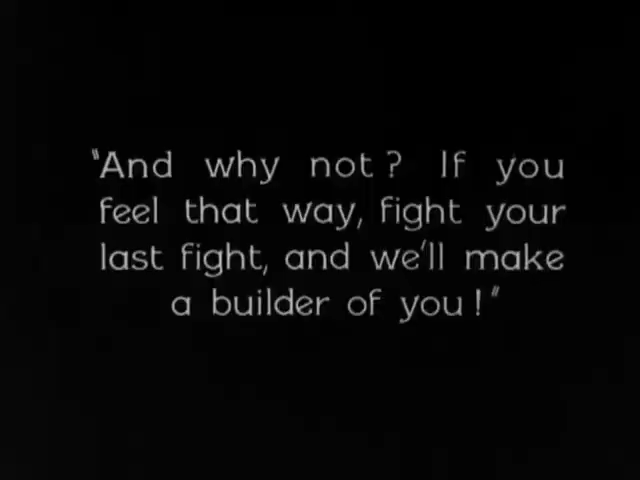 "And why not? If you
feel that way, fight your
last fight, and we'll make
a builder of you!"